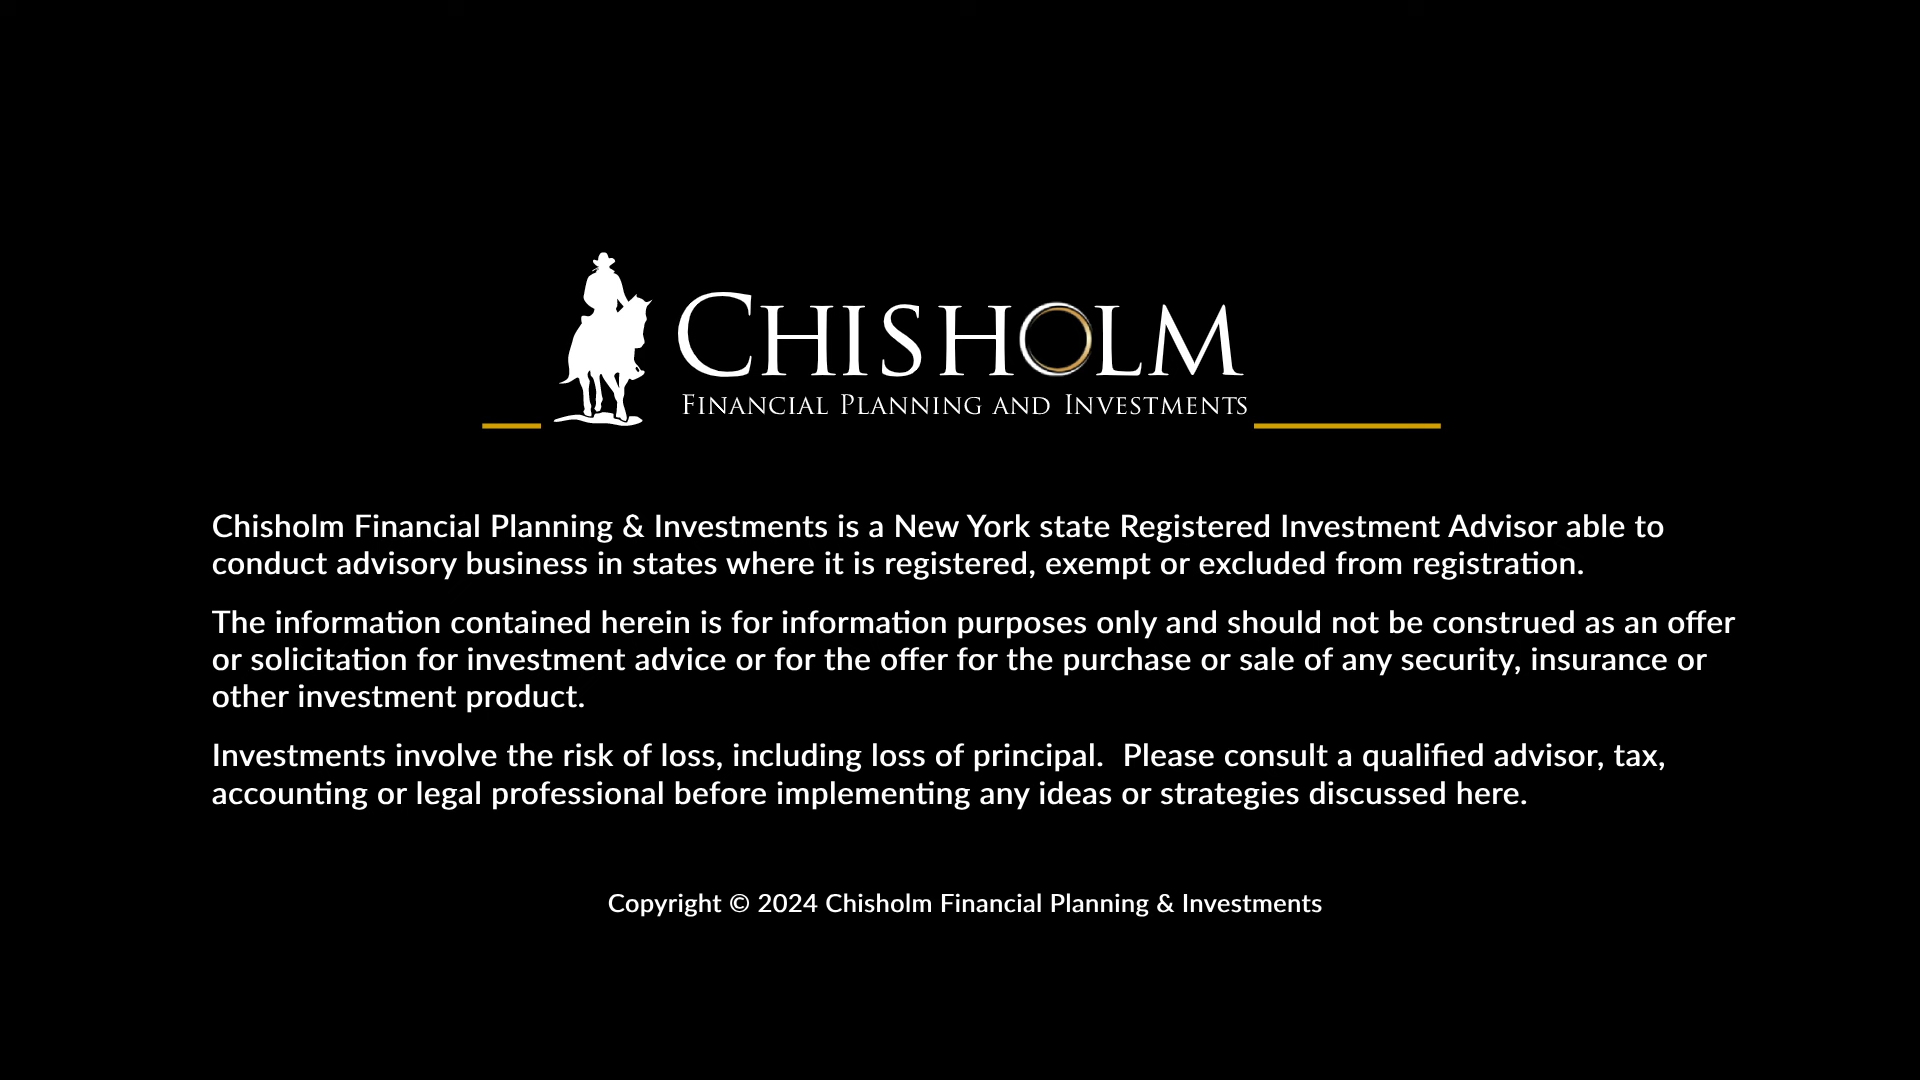 CHISHOLM
FINANCIAL PLANNING AND INVESTMENTS
Chisholm Financial Planning & Investments is a New York state Registered Investment Advisor able to
conduct advisory business in states where it is registered, exempt or excluded from registration.
The information contained herein is for information purposes only and should not be construed as an offer
or solicitation for investment advice or for the offer for the purchase or sale of any security, insurance or
other investment product.
Investments involve the risk of loss, including loss of principal.  Please consult a qualified advisor, tax,
accounting or legal professional before implementing any ideas or strategies discussed here.
Copyright © 2024 Chisholm Financial Planning & Investments